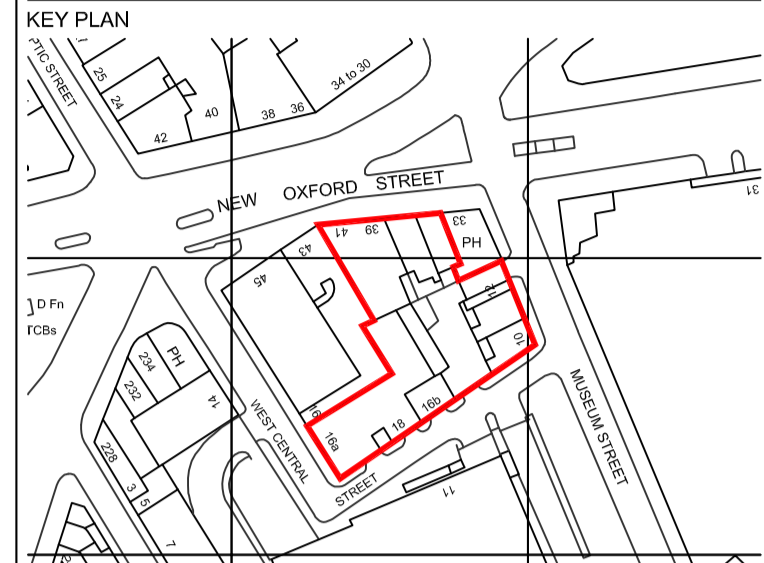 KEY PLAN
PTIC STREET
25
24
42
40
38
36
34 to 30
NEW OXFORD STREET
31
33
PH
39
41
43
45
12
10
D Fn
TCBs
PH
234
232
14
228
3
5
7
16
16a
18
16b
WEST CENTRAL
STREET
11
MUSEUM STREET